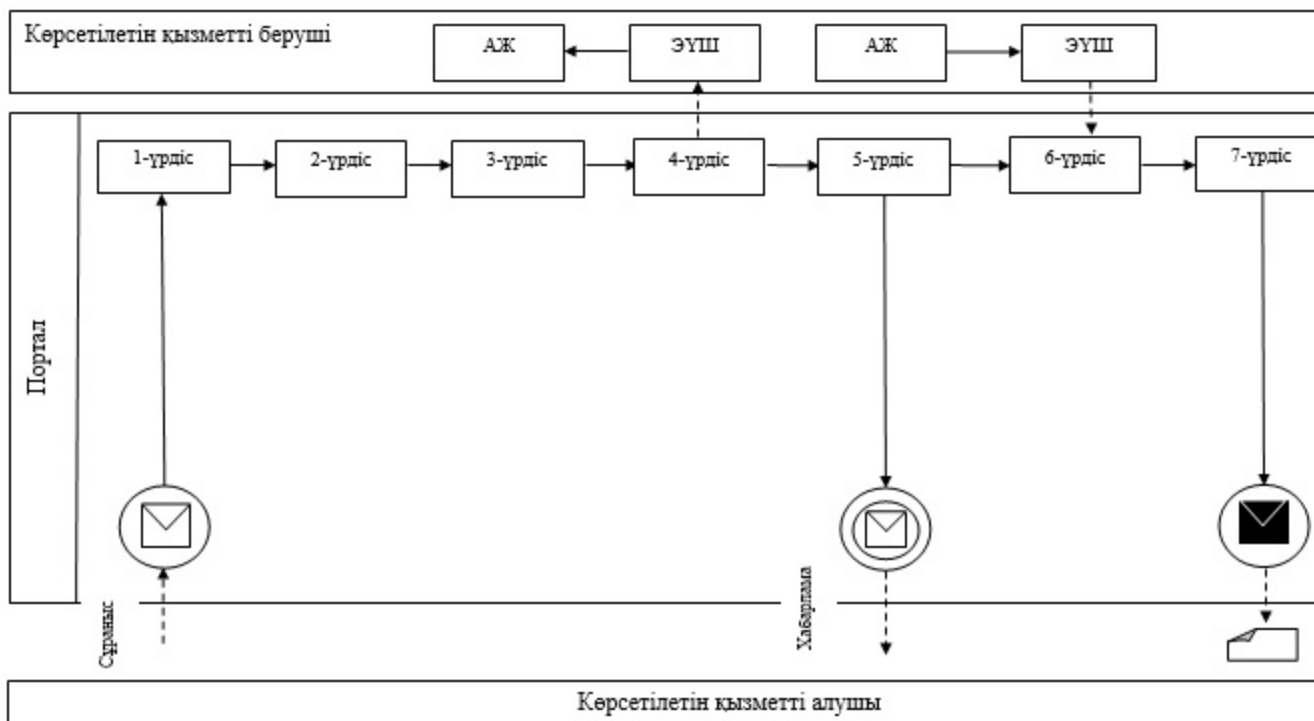 Көрсетілетін қызметті беруші
АЖ
ЭҮШ
АЖ
ЭҮШ
Портал
1-үрдіс
2-үрдіс
3-үрдіс
4-үрдіс
5-үрдіс
6-үрдіс
7-үрдіс
Сұраныс
Хабарлама
Көрсетілетін қызметті алушы